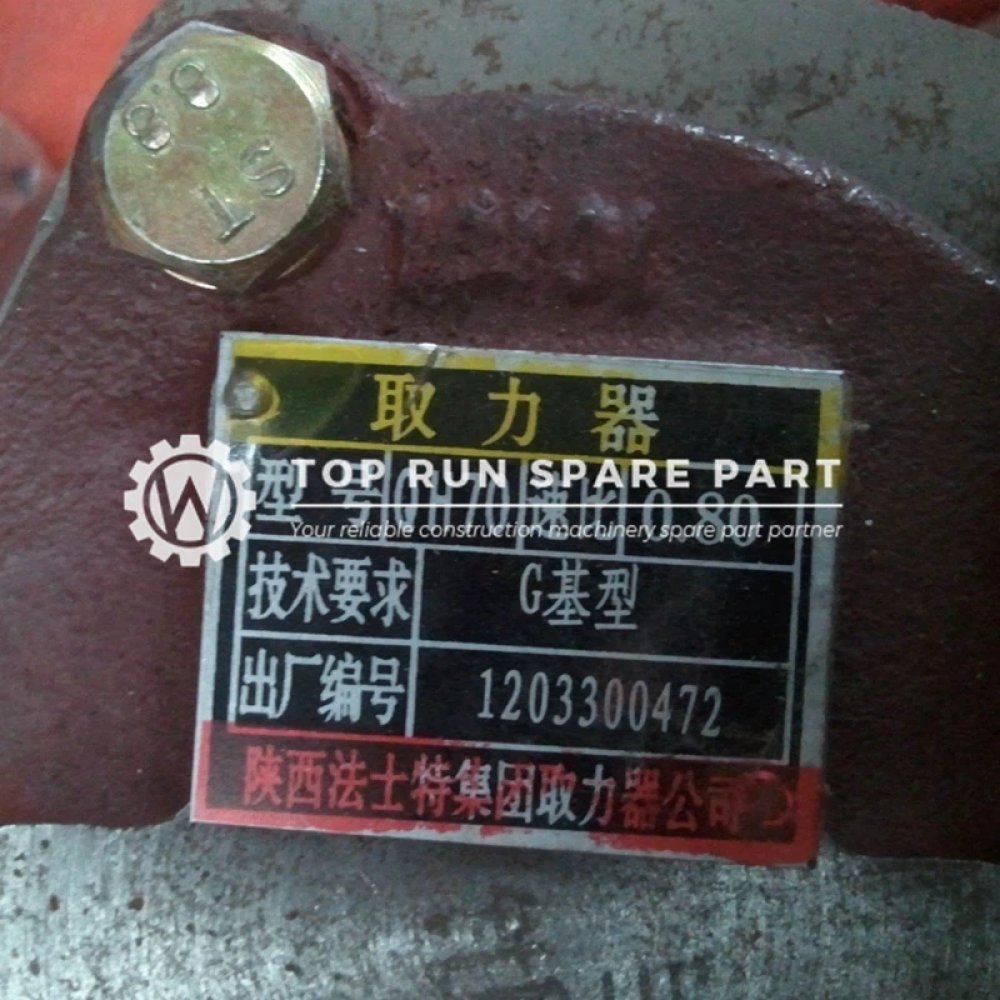 8.8
TS
取力器
型号 QH70 速比 0.80
TOP RUN SPARE PART
Your reliable construction machinery spare part partner
技术要求 G基型
出厂编号 1203300472
陕西法士特集团取力器公司